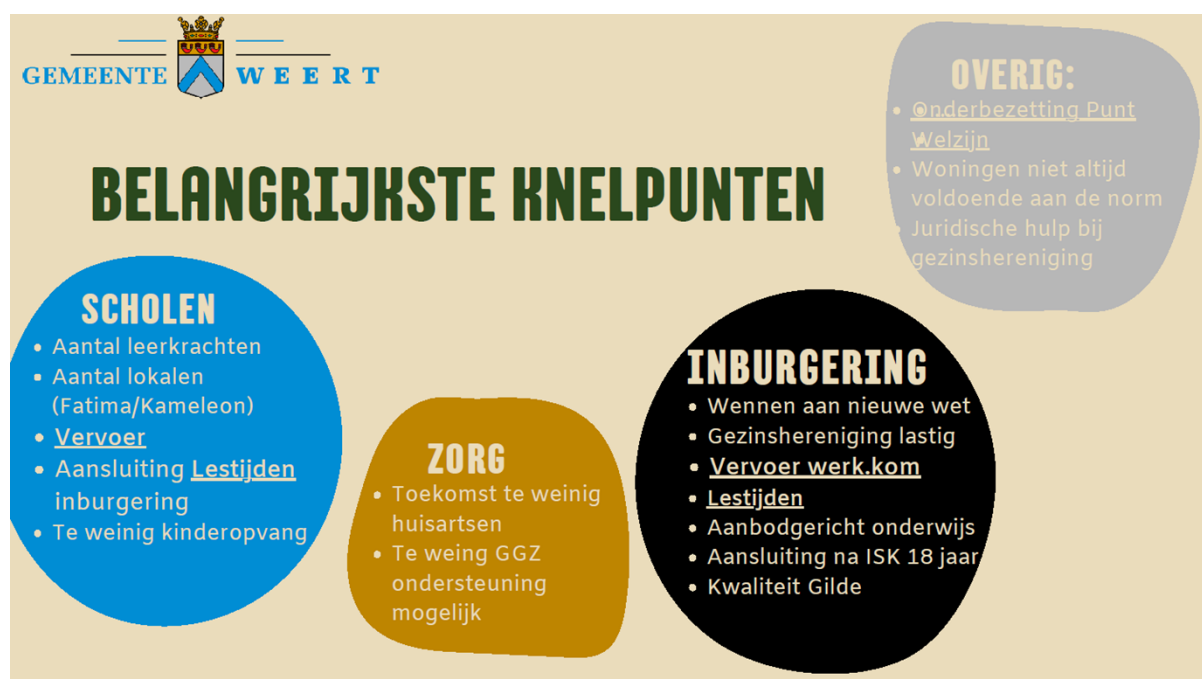 GEMEENTE WEERT
BELANGRIJKSTE KNELPUNTEN
OVERIG:
• Onderbezetting Punt
Welzijn
• Woningen niet altijd
voldoende aan de norm
• Juridische hulp bij
gezinshereniging
SCHOLEN
• Aantal leerkrachten
• Aantal lokalen
(Fatima/Kameleon)
• Vervoer
• Aansluiting Lestijden
inburgering
• Te weinig kinderopvang
ZORG
• Toekomst te weinig
huisartsen
• Te weing GGZ
ondersteuning
mogelijk
INBURGERING
• Wennen aan nieuwe wet
• Gezinshereniging lastig
• Vervoer werk.kom
• Lestijden
• Aanbodgericht onderwijs
• Aansluiting na ISK 18 jaar
• Kwaliteit Gilde